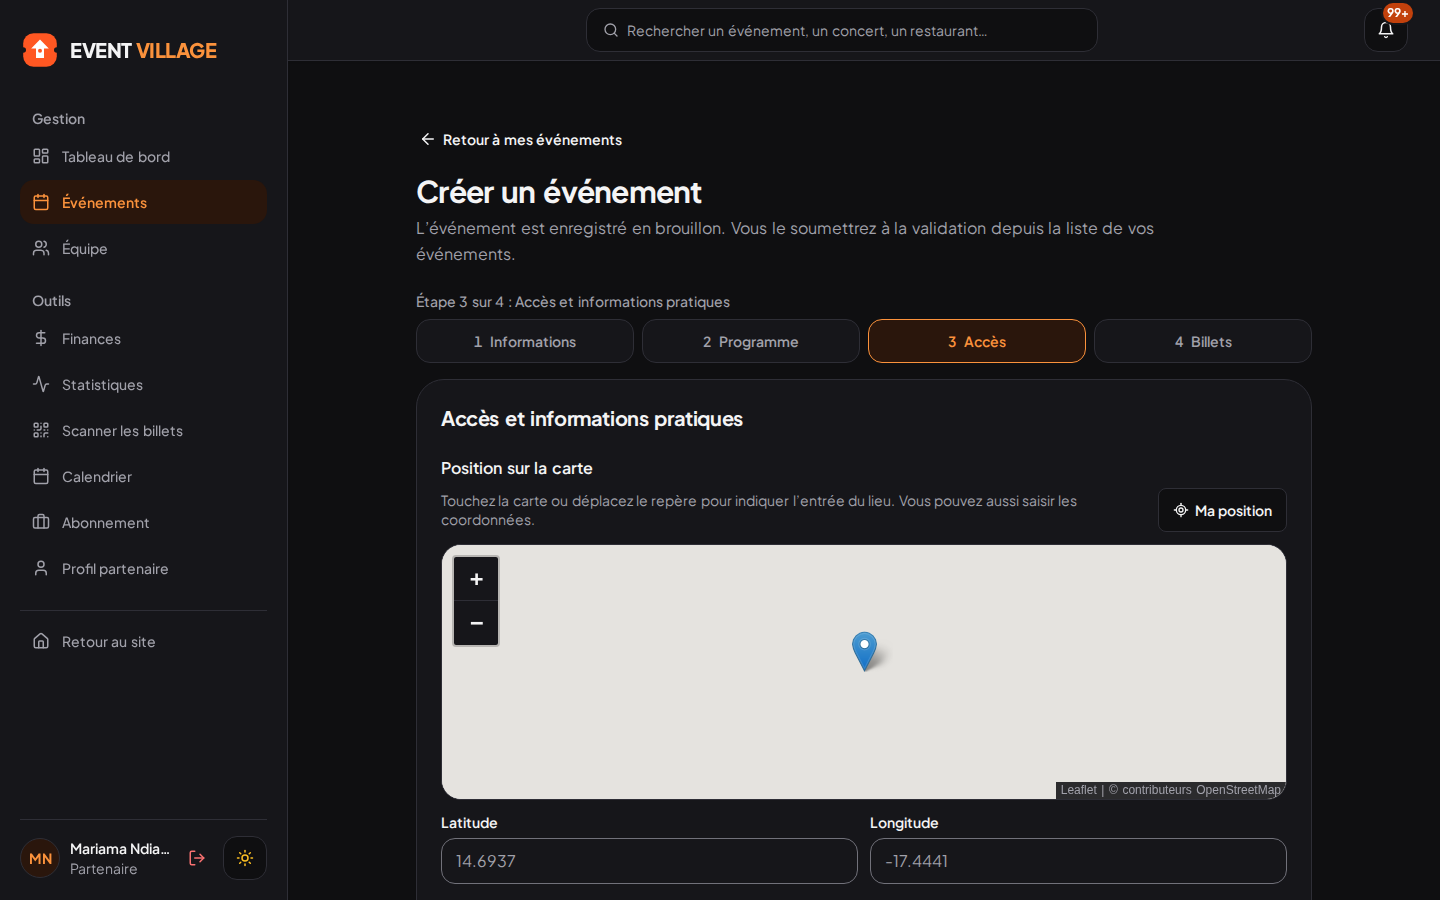 EVENT VILLAGE
Rechercher un événement, un concert, un restaurant...
99+
Gestion
Tableau de bord
Événements
Équipe
Outils
Finances
Statistiques
Scanner les billets
Calendrier
Abonnement
Profil partenaire
Retour au site
MN
Mariama Ndia...
Partenaire
Retour à mes événements
Créer un événement
L'événement est enregistré en brouillon. Vous le soumettrez à la validation depuis la liste de vos
événements.
Étape 3 sur 4 : Accès et informations pratiques
1 Informations
2 Programme
3 Accès
4 Billets
Accès et informations pratiques
Position sur la carte
Touchez la carte ou déplacez le repère pour indiquer l'entrée du lieu. Vous pouvez aussi saisir les
coordonnées.
Ma position
+
−
Leaflet | © contributeurs OpenStreetMap
Latitude
Longitude
14.6937
-17.4441